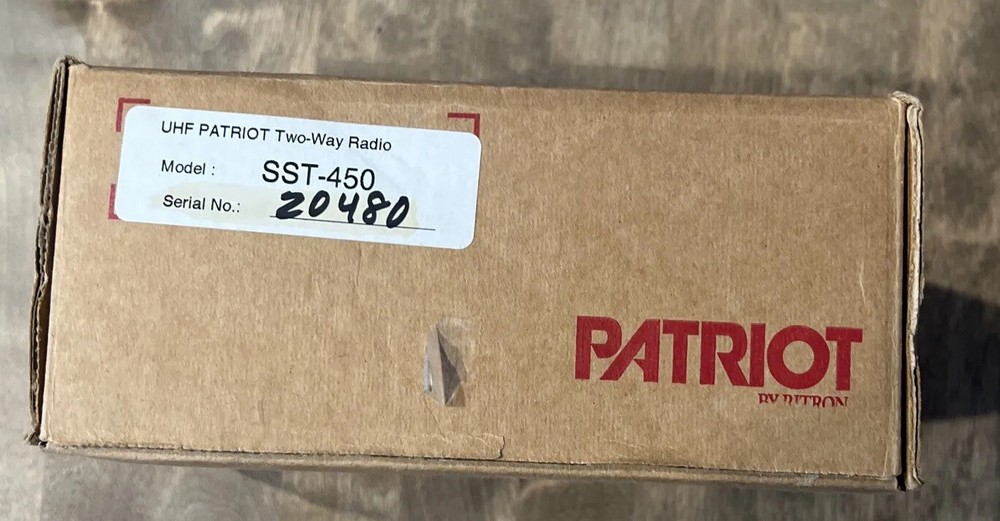 UHF PATRIOT Two-Way Radio
Model : SST-450
Serial No.: 20480
PATRIOT
BY RITRON